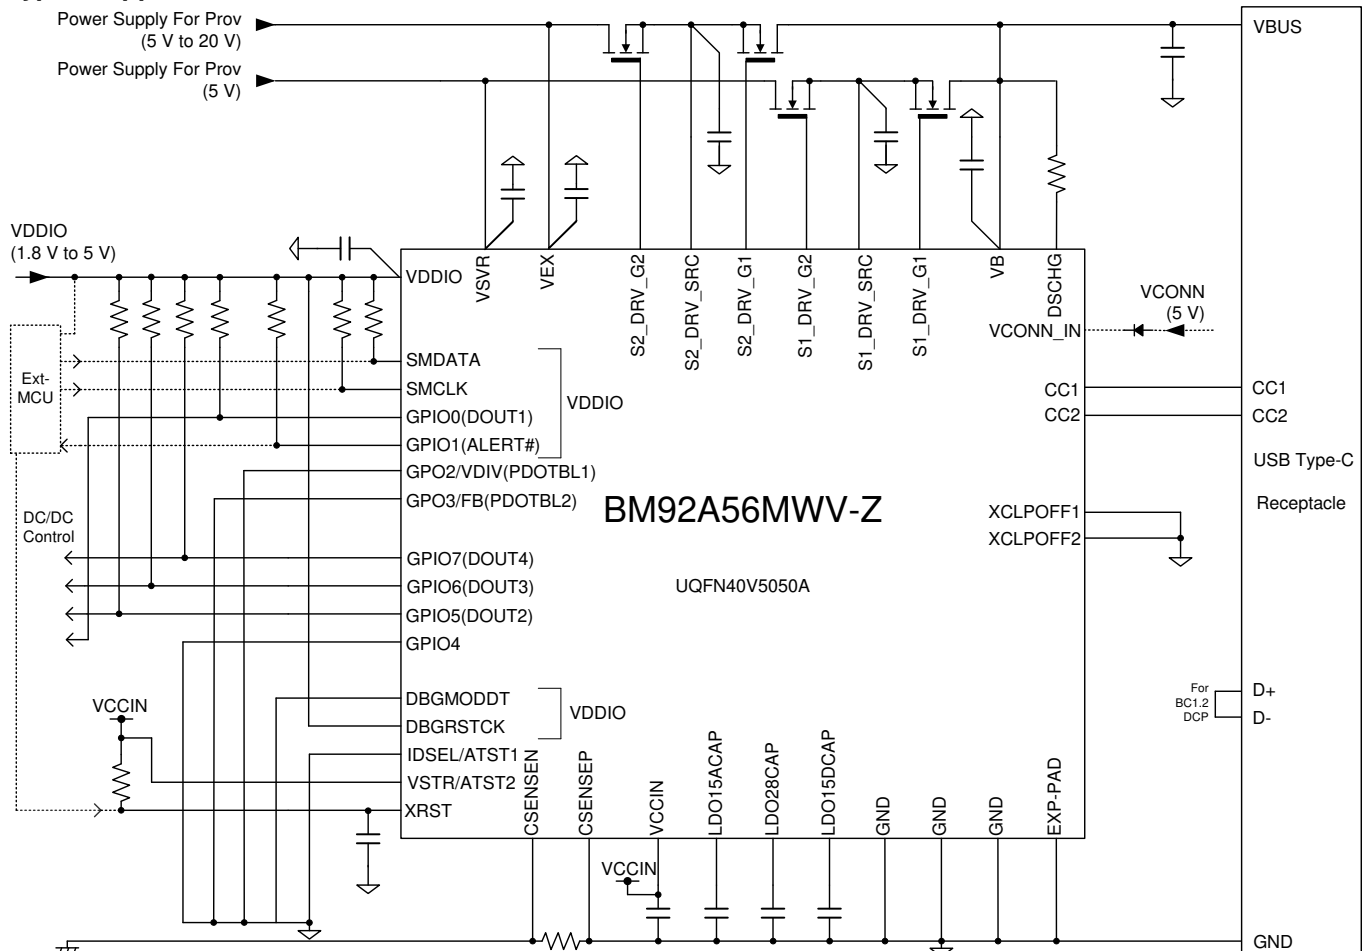 Power Supply For Prov
(5 V to 20 V)
Power Supply For Prov
(5 V)
VBUS
VDDIO
(1.8 V to 5 V)
VDDIO
VSVR
VEX
S2_DRV_G2
S2_DRV_SRC
S2_DRV_G1
S1_DRV_G2
S1_DRV_SRC
S1_DRV_G1
VB
DSCHG
VCONN
(5 V)
VCONN_IN
Ext-
MCU
SMDATA
SMCLK
GPIO0(DOUT1)
GPIO1(ALERT#)
VDDIO
GPO2/VDIV(PDOTBL1)
GPO3/FB(PDOTBL2)
CC1
CC2
CC1
CC2
USB Type-C
Receptacle
BM92A56MWV-Z
UQFN40V5050A
XCLPOFF1
XCLPOFF2
DC/DC
Control
GPIO7(DOUT4)
GPIO6(DOUT3)
GPIO5(DOUT2)
GPIO4
VCCIN
DBGMODDT
DBGRSTCK
VDDIO
IDSEL/ATST1
VSTR/ATST2
XRST
For
BC1.2
DCP
D+
D-
CSENSEN
CSENSEP
VCCIN
LDO15ACAP
LDO28CAP
LDO15DCAP
GND
GND
GND
EXP-PAD
VCCIN
GND